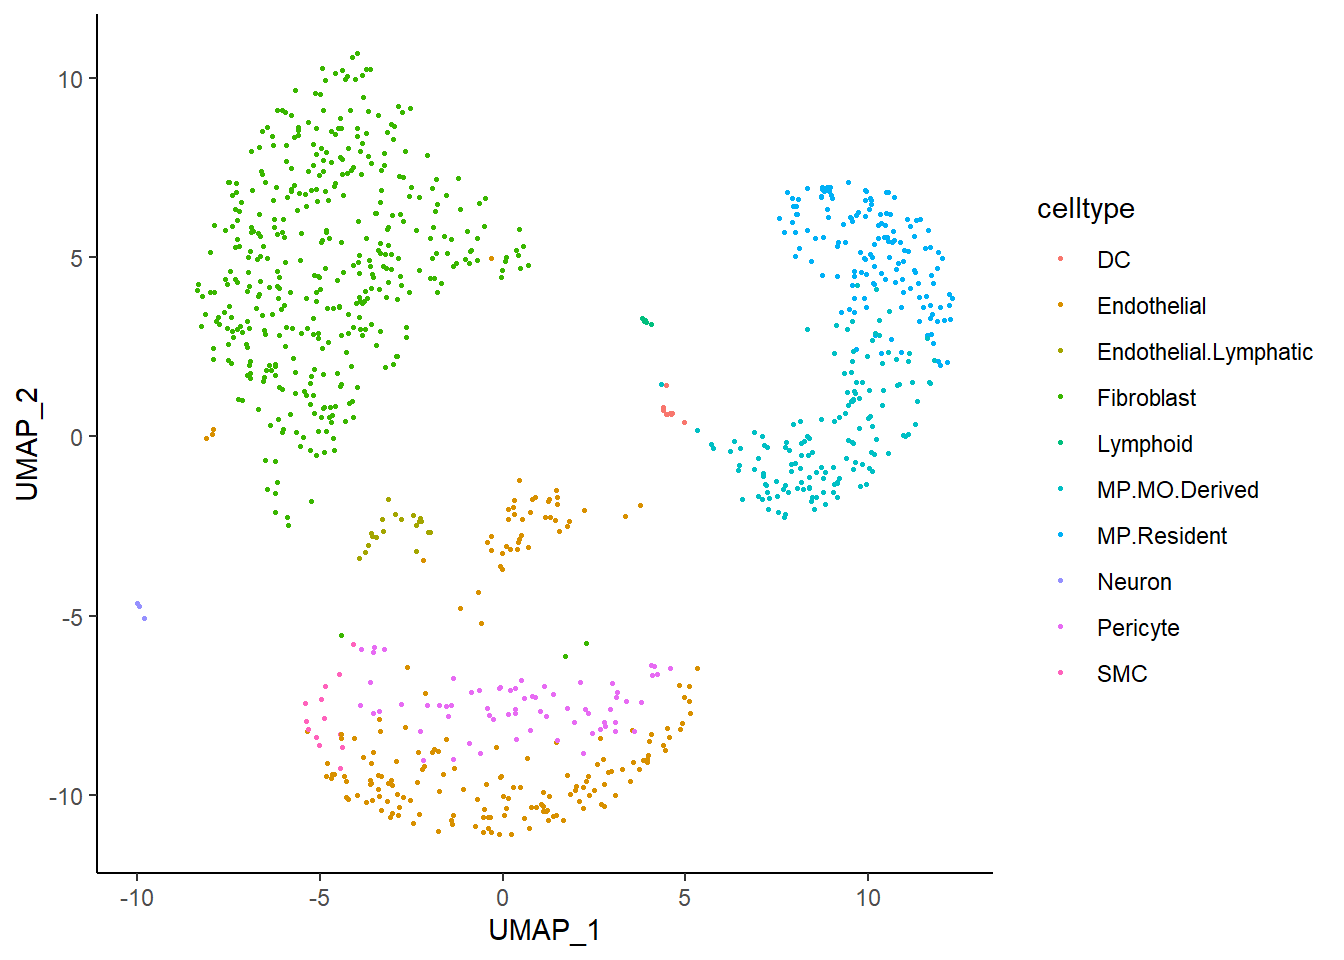 10
5
0
-5
-10
UMAP_2
-10
-5
0
5
10
UMAP_1
celltype
DC
Endothelial
Endothelial.Lymphatic
Fibroblast
Lymphoid
MP.MO.Derived
MP.Resident
Neuron
Pericyte
SMC